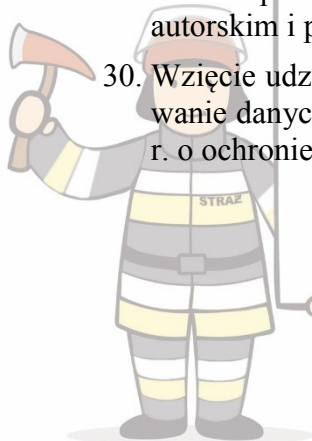 autorskim i p
30. Wzięcie udz
wanie danyc
r. o ochronie
STRAŻ